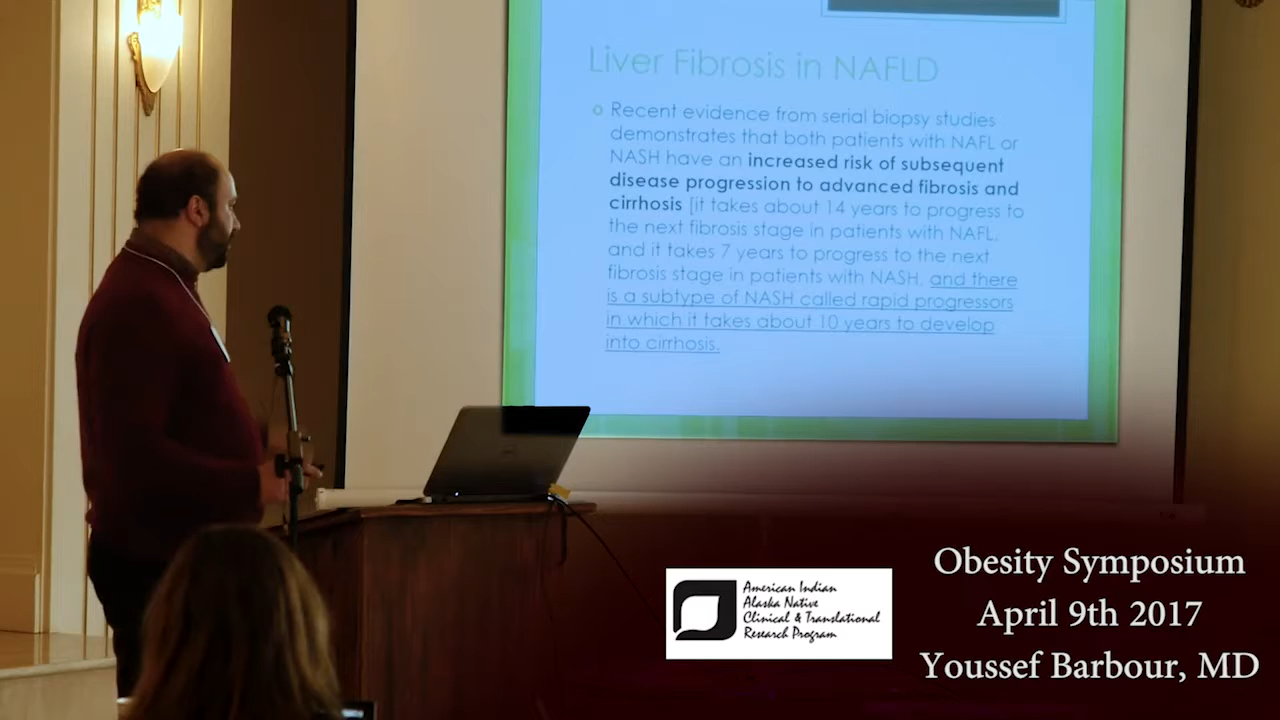 Liver Fibrosis in NAFLD
Recent evidence from serial biopsy studies
demonstrates that both patients with NAFL or
NASH have an increased risk of subsequent
disease progression to advanced fibrosis and
cirrhosis [it takes about 14 years to progress to
the next fibrosis stage in patients with NAFL,
and it takes 7 years to progress to the next
fibrosis stage in patients with NASH, and there
is a subtype of NASH called rapid progressors
in which it takes about 10 years to develop
into cirrhosis.
American Indian
Alaska Native
Clinical & Translational
Research Program
Obesity Symposium
April 9th 2017
Youssef Barbour, MD